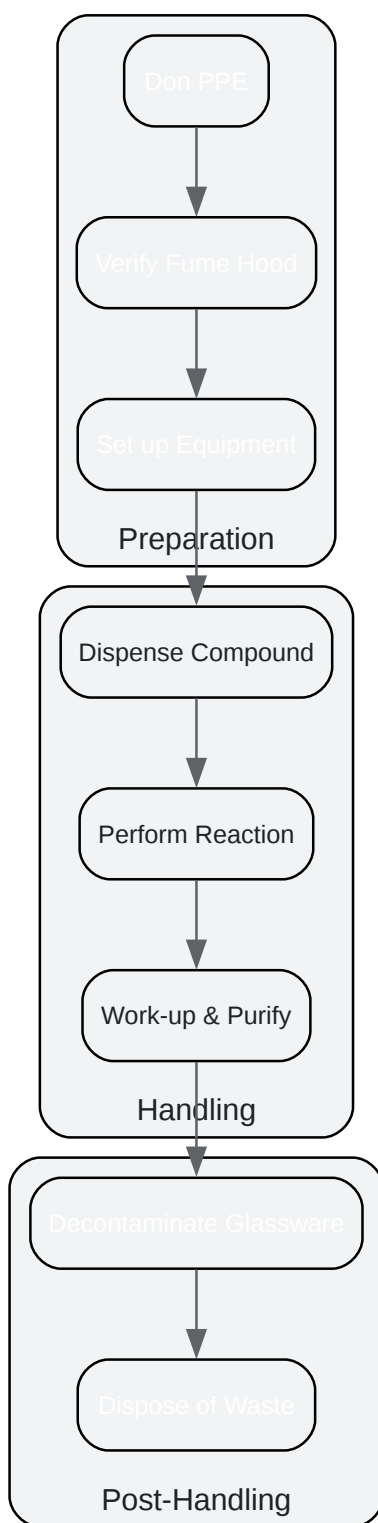 Don PPE
Verify Fume Hood
Set up Equipment
Preparation
Dispense Compound
Perform Reaction
Work-up & Purify
Handling
Decontaminate Glassware
Dispose of Waste
Post-Handling